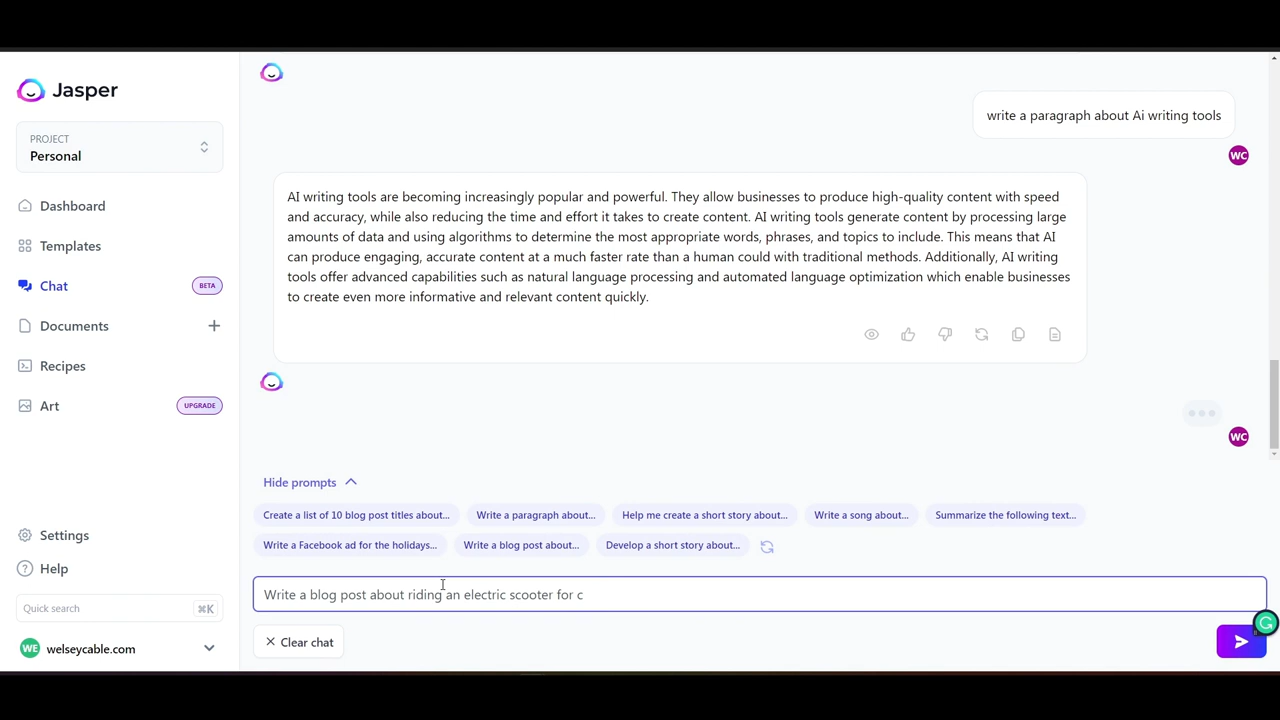 Jasper
PROJECT
Personal
Dashboard
Templates
Chat
BETA
Documents
Recipes
Art
UPGRADE
Settings
Help
Quick search
⌘K
WE
welseycable.com
write a paragraph about Ai writing tools
WC
AI writing tools are becoming increasingly popular and powerful. They allow businesses to produce high-quality content with speed
and accuracy, while also reducing the time and effort it takes to create content. AI writing tools generate content by processing large
amounts of data and using algorithms to determine the most appropriate words, phrases, and topics to include. This means that AI
can produce engaging, accurate content at a much faster rate than a human could with traditional methods. Additionally, AI writing
tools offer advanced capabilities such as natural language processing and automated language optimization which enable businesses
to create even more informative and relevant content quickly.
WC
Hide prompts
Create a list of 10 blog post titles about...
Write a paragraph about...
Help me create a short story about...
Write a song about...
Summarize the following text...
Write a Facebook ad for the holidays...
Write a blog post about...
Develop a short story about...
Write a blog post about riding an electric scooter for c
Clear chat